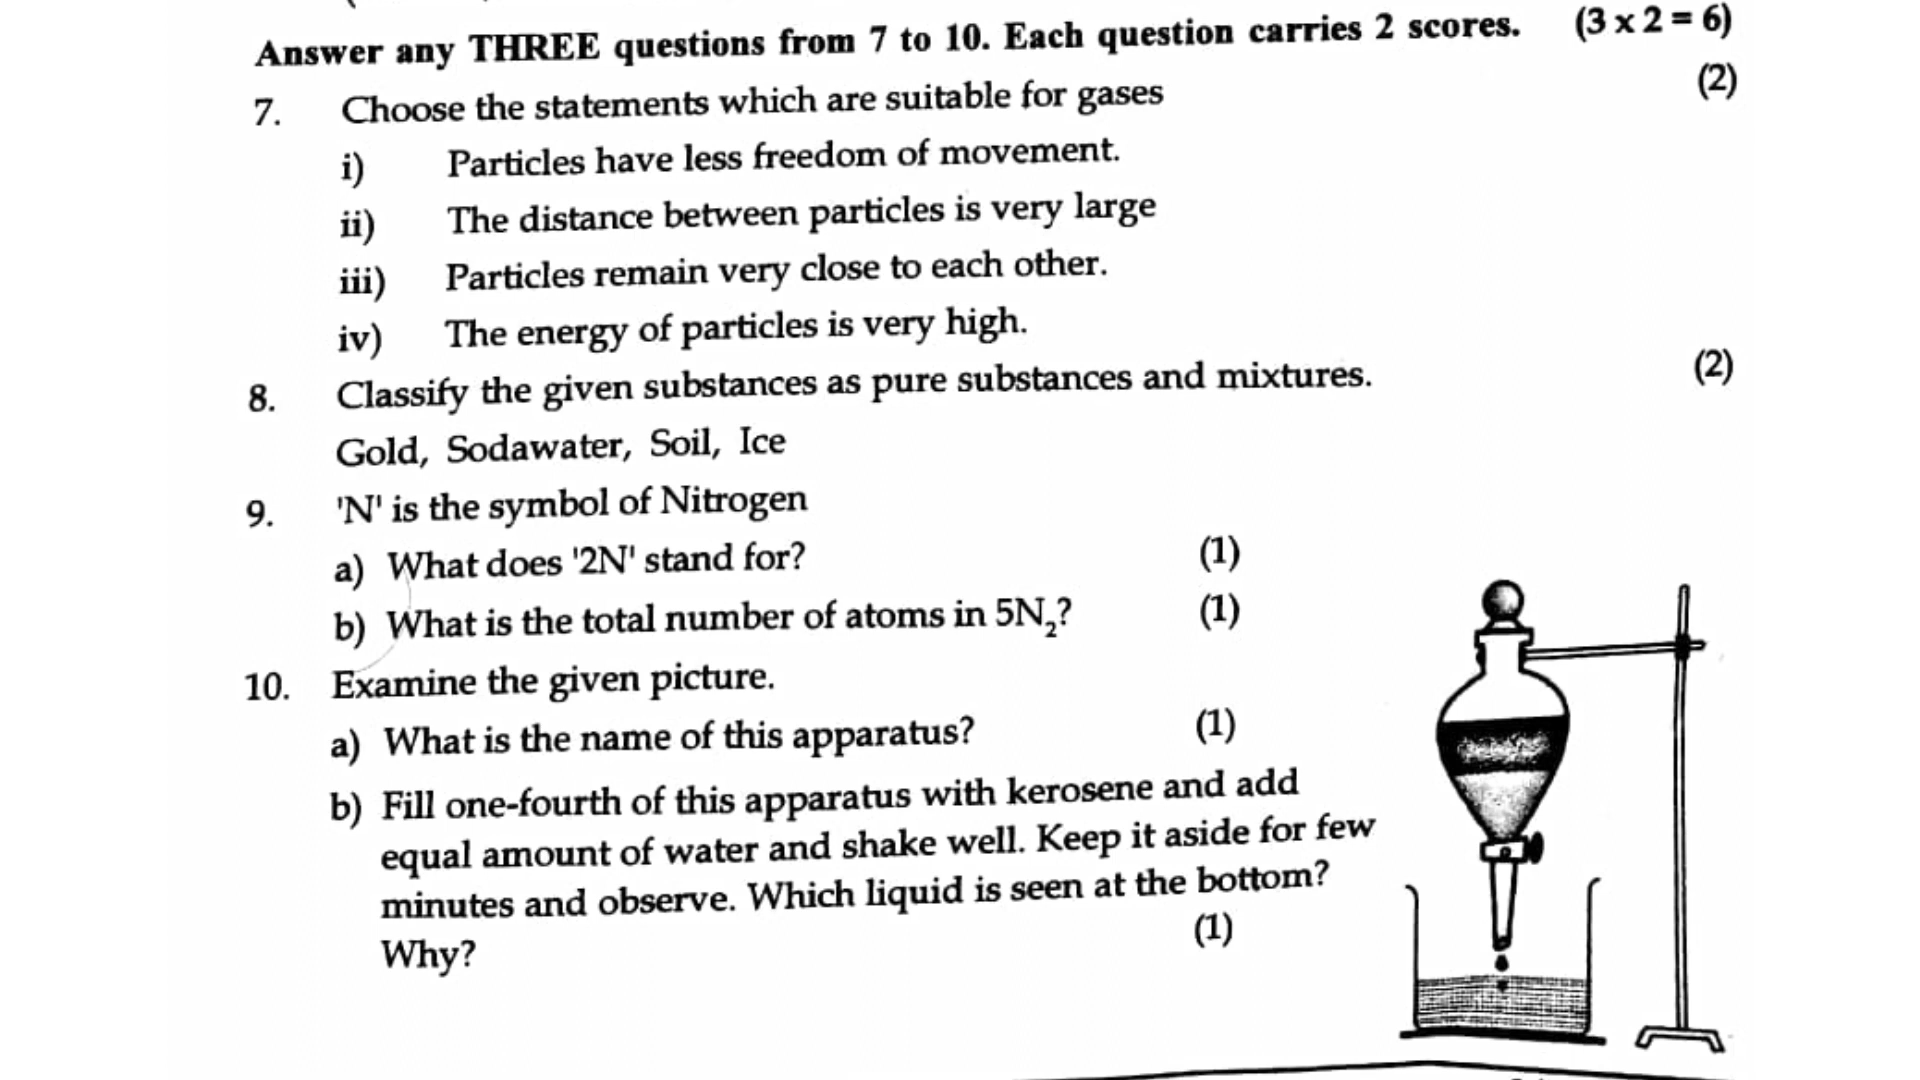 Answer any THREE questions from 7 to 10. Each question carries 2 scores. (3 x 2 = 6)
7. Choose the statements which are suitable for gases (2)
i) Particles have less freedom of movement.
ii) The distance between particles is very large
iii) Particles remain very close to each other.
iv) The energy of particles is very high.
8. Classify the given substances as pure substances and mixtures. (2)
Gold, Sodawater, Soil, Ice
9. 'N' is the symbol of Nitrogen
a) What does '2N' stand for? (1)
b) What is the total number of atoms in 5N₂? (1)
10. Examine the given picture.
a) What is the name of this apparatus? (1)
b) Fill one-fourth of this apparatus with kerosene and add
equal amount of water and shake well. Keep it aside for few
minutes and observe. Which liquid is seen at the bottom?
Why? (1)